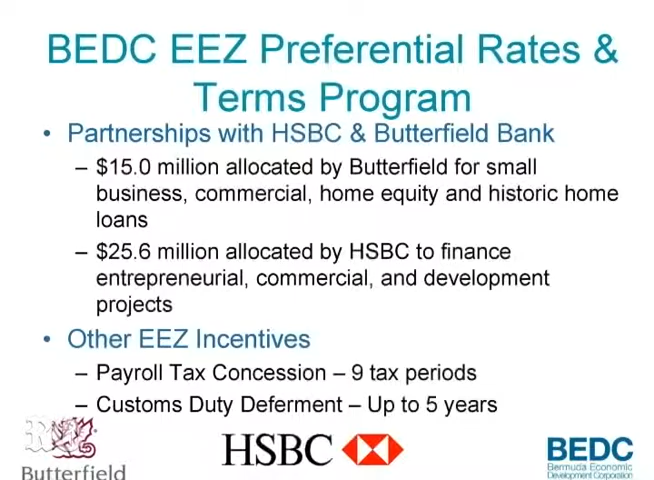 BEDC EEZ Preferential Rates &
Terms Program
• Partnerships with HSBC & Butterfield Bank
– $15.0 million allocated by Butterfield for small
business, commercial, home equity and historic home
loans
– $25.6 million allocated by HSBC to finance
entrepreneurial, commercial, and development
projects
• Other EEZ Incentives
– Payroll Tax Concession – 9 tax periods
– Customs Duty Deferment – Up to 5 years
Butterfield
HSBC
BEDC
Bermuda Economic
Development Corporation